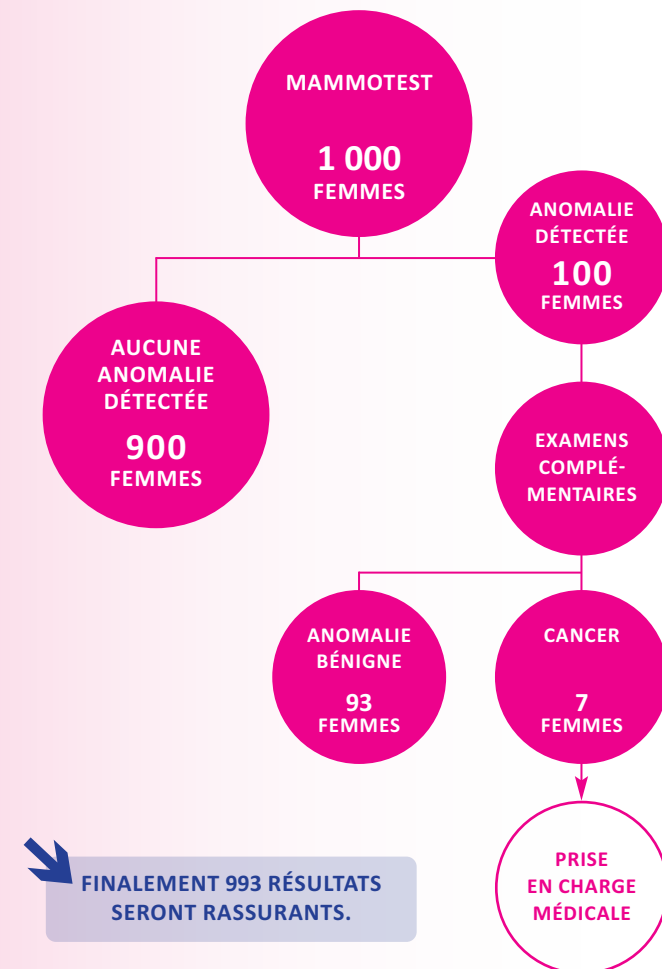 MAMMOTEST
1 000
FEMMES
ANOMALIE
DÉTECTÉE
100
FEMMES
AUCUNE
ANOMALIE
DÉTECTÉE
900
FEMMES
EXAMENS
COMPLÉ-
MENTAIRES
ANOMALIE
BÉNIGNE
93
FEMMES
CANCER
7
FEMMES
PRISE
EN CHARGE
MÉDICALE
FINALEMENT 993 RÉSULTATS
SERONT RASSURANTS.